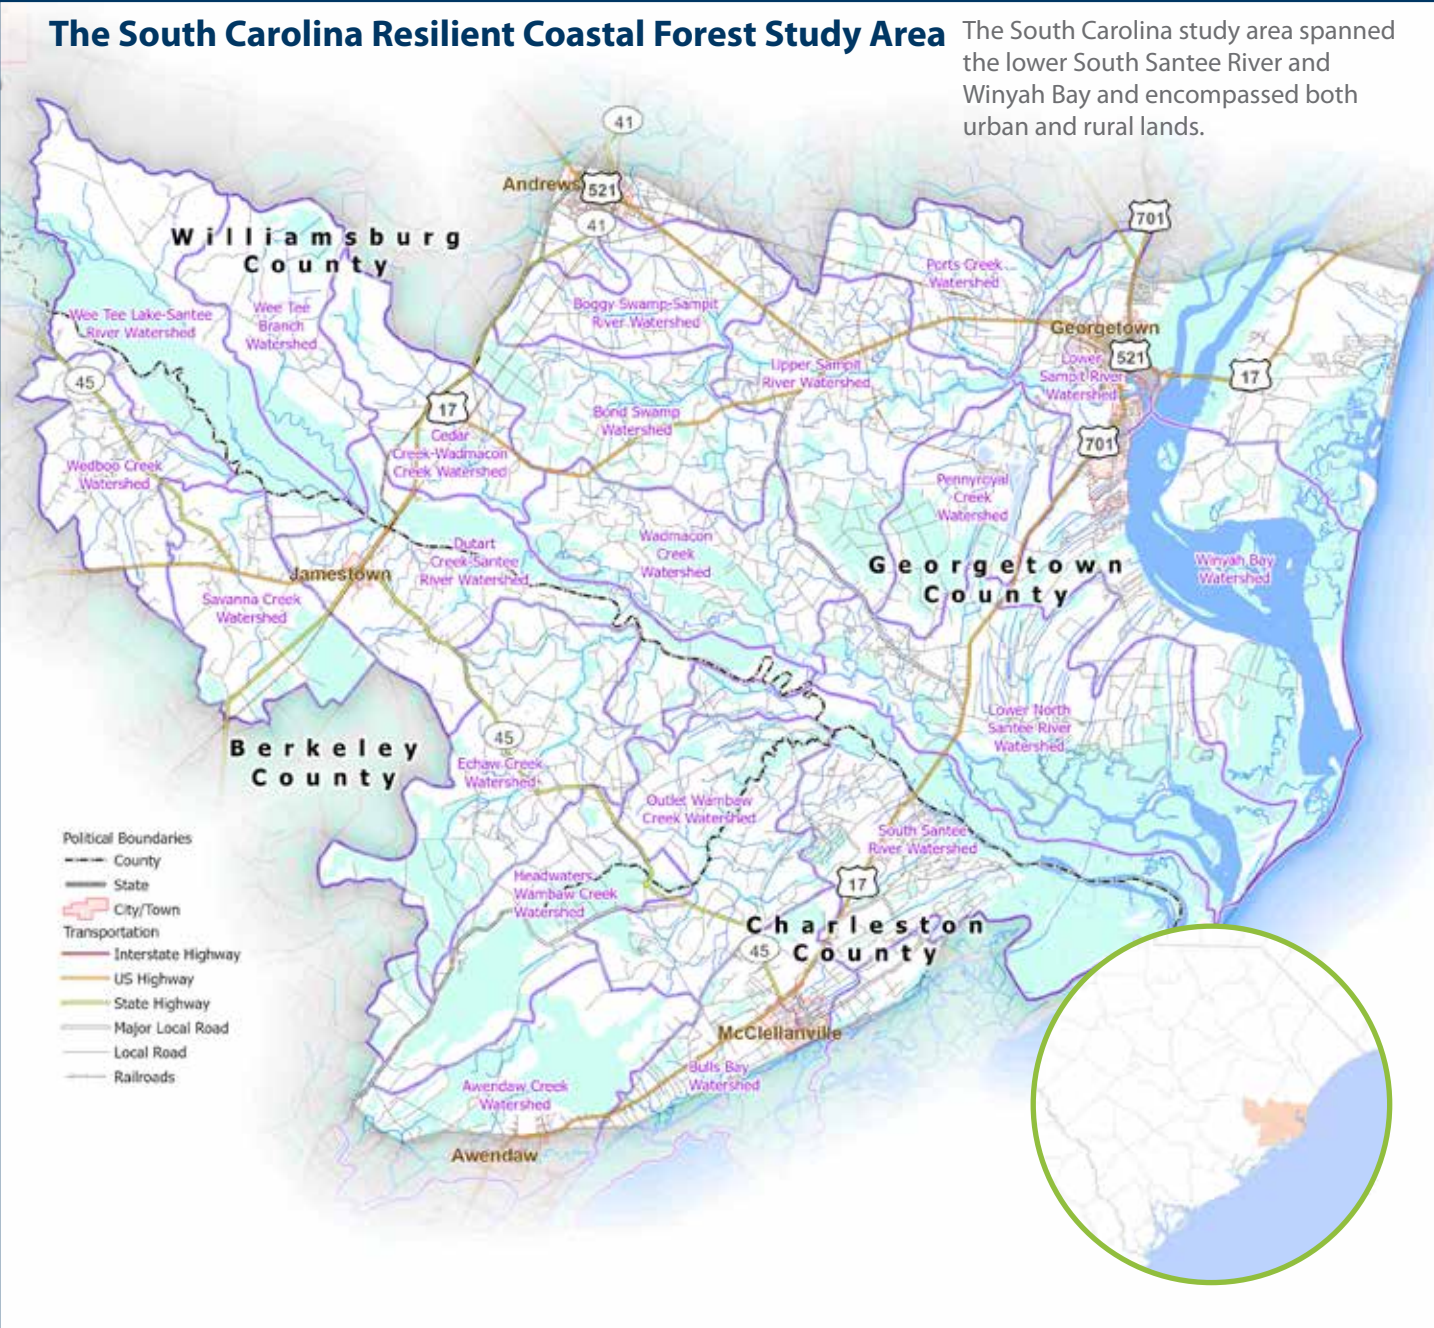 The South Carolina Resilient Coastal Forest Study Area
The South Carolina study area spanned
the lower South Santee River and
Winyah Bay and encompassed both
urban and rural lands.
41
Andrews
521
41
701
Williamsburg
County
Ports Creek
Watershed
Wee Tee Lake-Santee
River Watershed
Wee Tee
Branch
Watershed
Boggy Swamp-Sampit
River Watershed
Georgetown
521
Lower
Sampit River
Watershed
17
Upper Sampit
River Watershed
45
17
Bond Swamp
Watershed
701
Cedar
Creek-Wadmacon
Creek Watershed
Wedboo Creek
Watershed
Pennyroyal
Creek
Watershed
Wadmacon
Creek
Watershed
Dutart
Creek-Santee
River Watershed
Georgetown
County
Winyah Bay
Watershed
Jamestown
Savanna Creek
Watershed
Lower North
Santee River
Watershed
45
Berkeley
County
Echaw Creek
Watershed
Outlet Wambaw
Creek Watershed
South Santee
River Watershed
17
Headwaters
Wambaw Creek
Watershed
Charleston
County
45
McClellanville
Bulls Bay
Watershed
Awendaw Creek
Watershed
Awendaw
Political Boundaries
County
State
City/Town
Transportation
Interstate Highway
US Highway
State Highway
Major Local Road
Local Road
Railroads